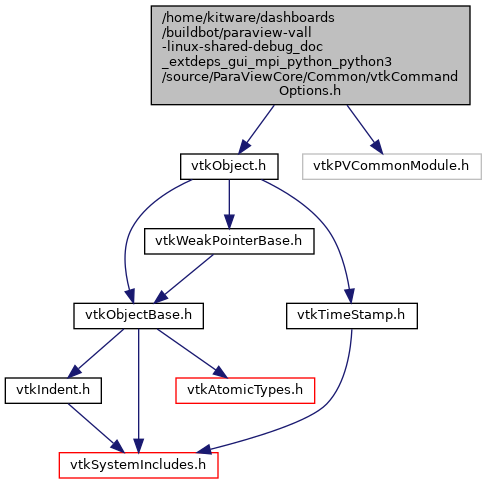 /home/kitware/dashboards
/buildbot/paraview-vall
-linux-shared-debug_doc
_extdeps_gui_mpi_python_python3
/source/ParaViewCore/Common/vtkCommand
Options.h
vtkObject.h
vtkPVCommonModule.h
vtkWeakPointerBase.h
vtkObjectBase.h
vtkTimeStamp.h
vtkIndent.h
vtkAtomicTypes.h
vtkSystemIncludes.h